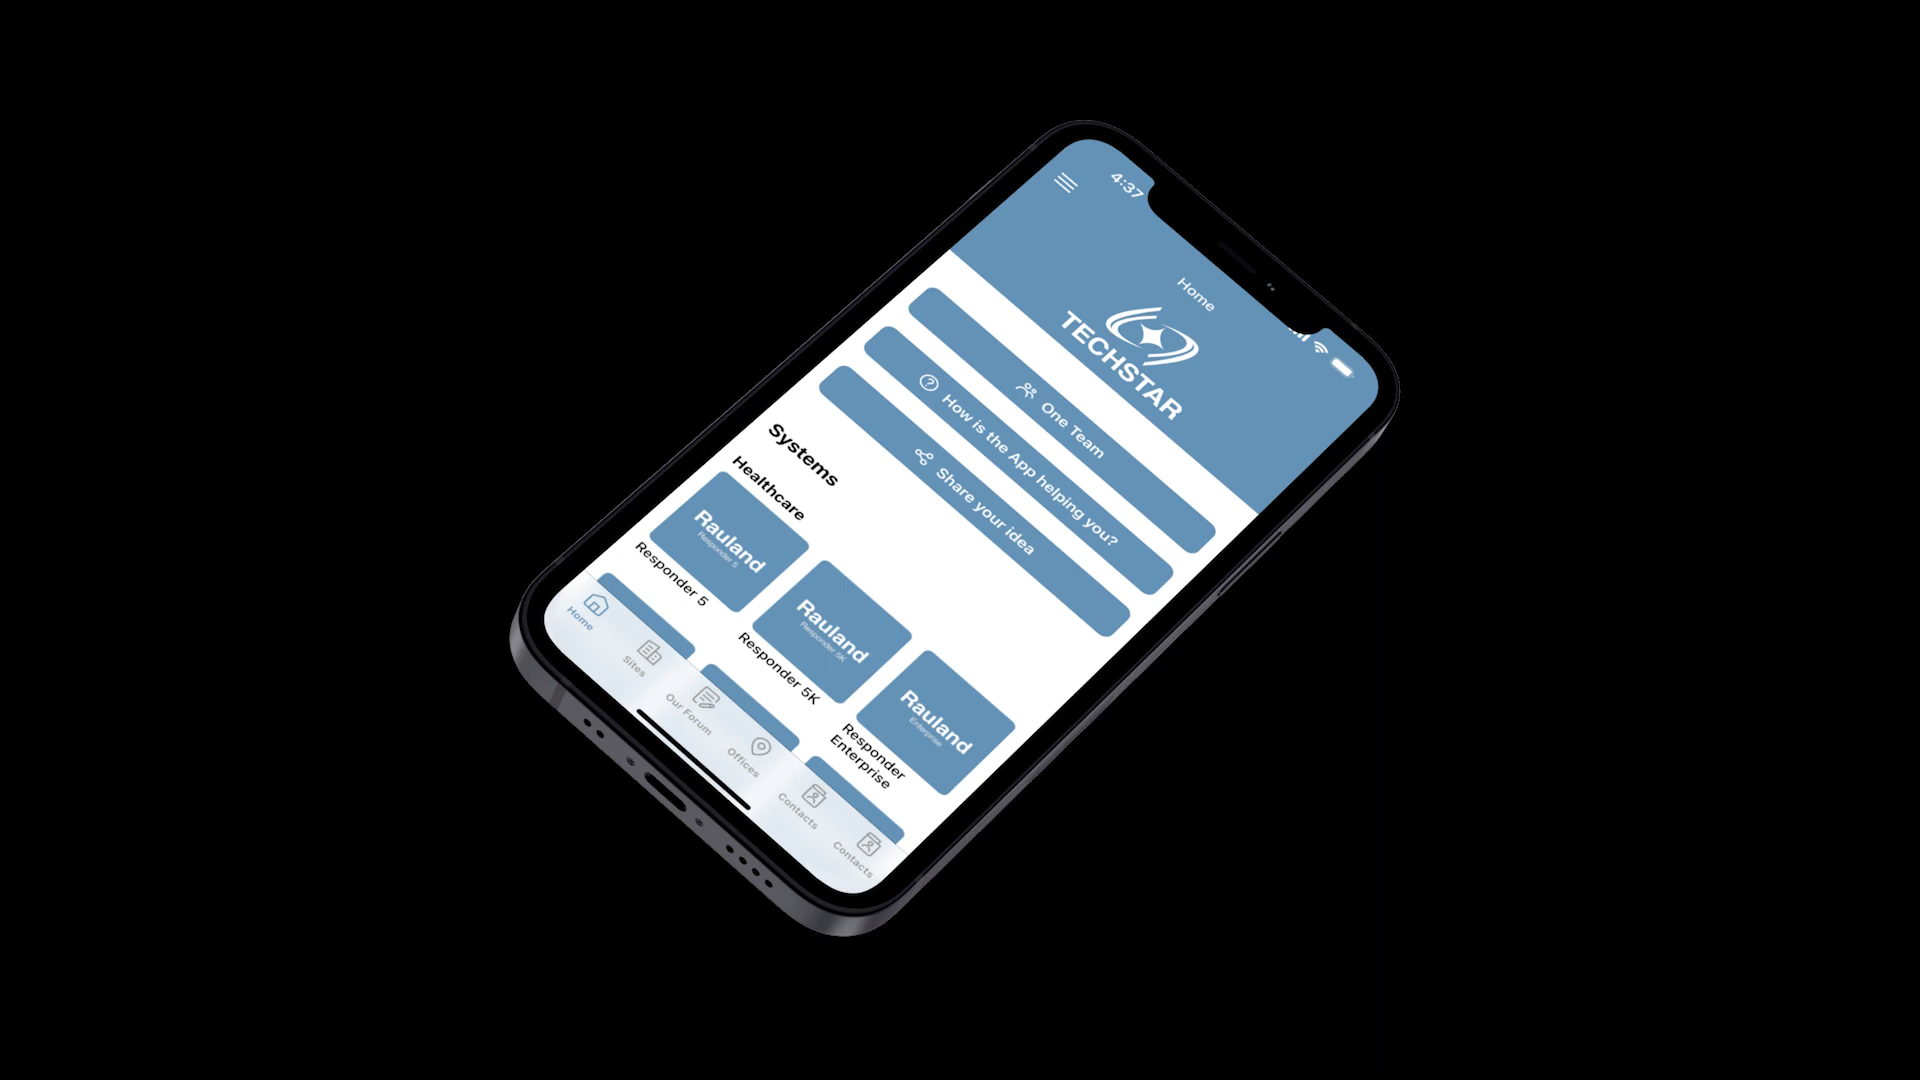 4:37
Home
TECHSTAR
One Team
How is the App helping you?
Share your idea
Systems
Healthcare
Rauland
Responder 5
Responder 5
Rauland
Responder 5K
Responder 5K
Rauland
Enterprise
Responder
Enterprise
Home
Sites
Our Forum
Offices
Contacts
Contacts